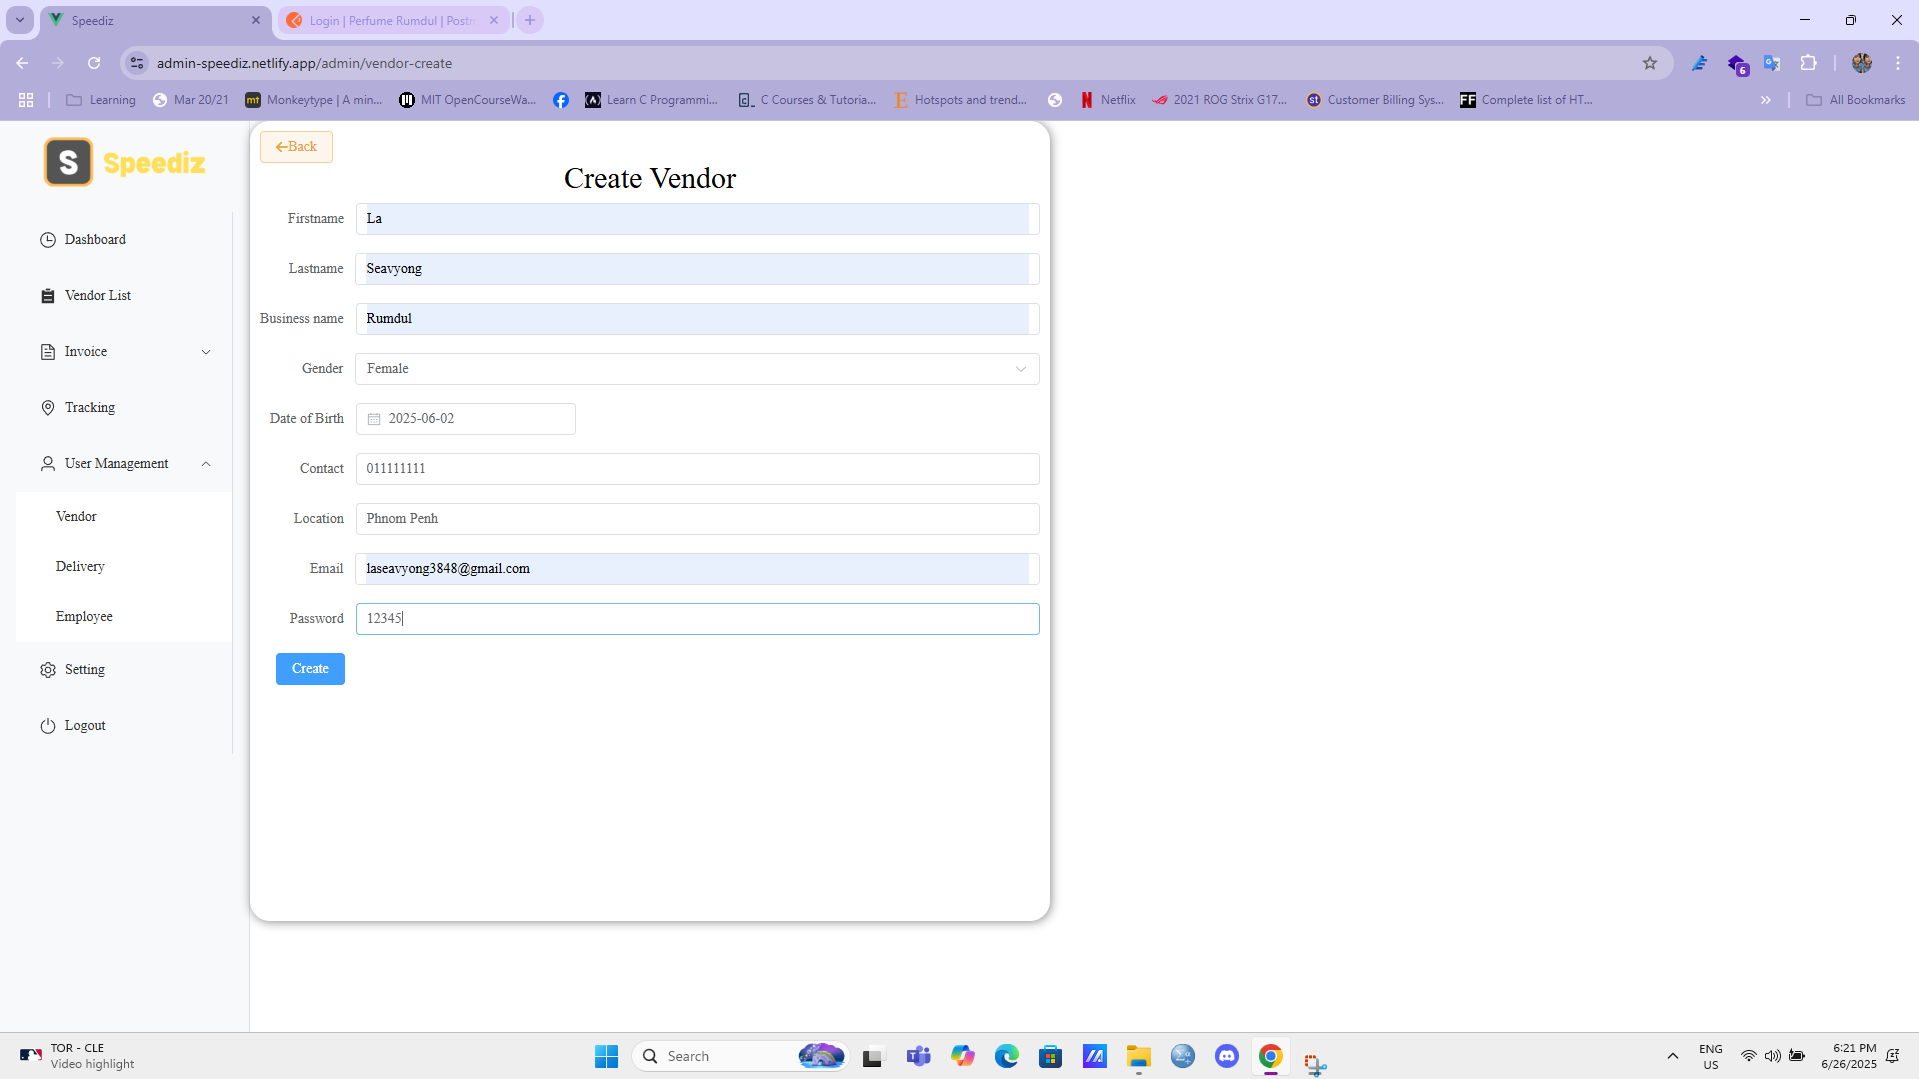 Speediz
Login | Perfume Rumdul | Postm
admin-speediz.netlify.app/admin/vendor-create
6
Learning
Mar 20/21
mt
Monkeytype | A min...
MIT OpenCourseWa...
Learn C Programmi...
C Courses & Tutoria...
Hotspots and trend...
Netflix
2021 ROG Strix G17...
st
Customer Billing Sys...
FF
Complete list of HT...
All Bookmarks
S
Speediz
Dashboard
Vendor List
Invoice
Tracking
User Management
Vendor
Delivery
Employee
Setting
Logout
Back
Create Vendor
Firstname
La
Lastname
Seavyong
Business name
Rumdul
Gender
Female
Date of Birth
2025-06-02
Contact
011111111
Location
Phnom Penh
Email
laseavyong3848@gmail.com
Password
12345
Create
TOR - CLE
Video highlight
Search
ENG
US
6:21 PM
6/26/2025